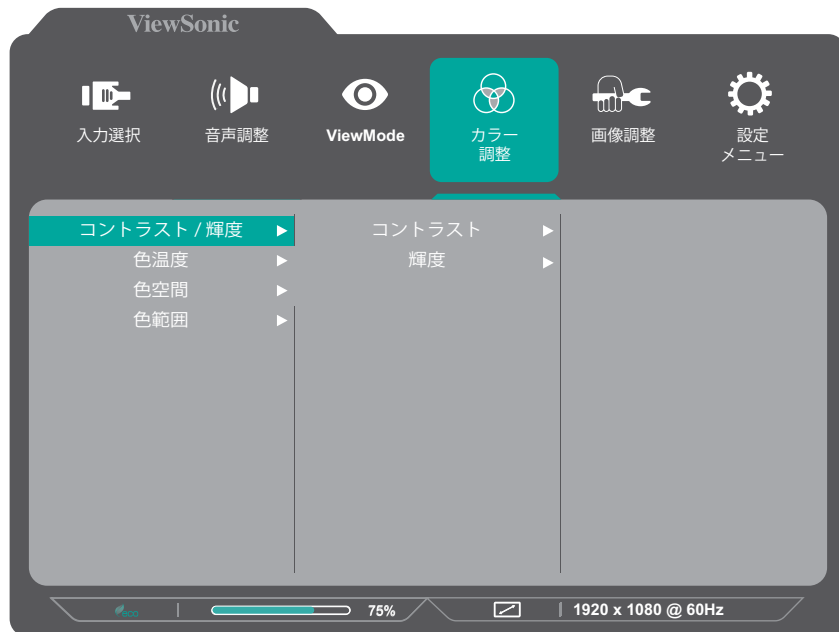 ViewSonic
入力選択
音声調整
ViewMode
カラー
調整
画像調整
設定
メニュー
コントラスト / 輝度
色温度
色空間
色範囲
コントラスト
輝度
eco
75%
1920 x 1080 @ 60Hz